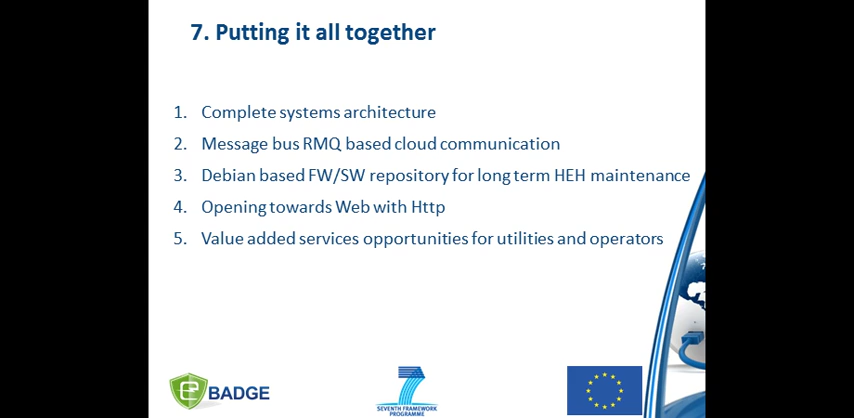 7. Putting it all together
1. Complete systems architecture
2. Message bus RMQ based cloud communication
3. Debian based FW/SW repository for long term HEH maintenance
4. Opening towards Web with Http
5. Value added services opportunities for utilities and operators
e BADGE
SEVENTH FRAMEWORK
PROGRAMME